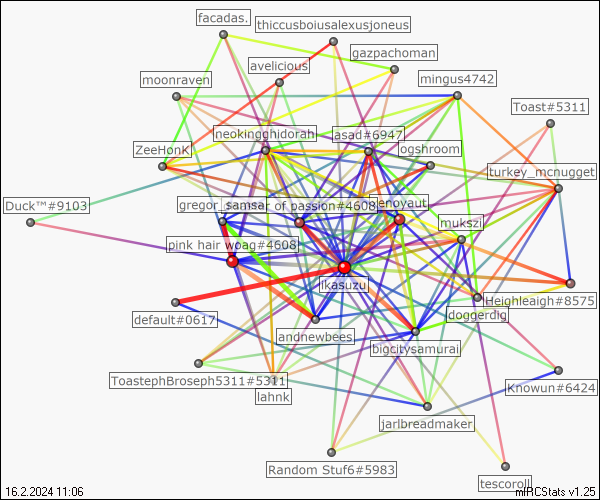 facadas.
thiccusboiusalexusjoneus
gazpachoman
avelicious
moonraven
mingus4742
Toast#5311
neokingghidorah
asad#6947
ogshroom
ZeeHonK
turkey_mcnugget
Duck™#9103
gregor_samsa
of passion#4608
enoyaut
mukszi
pink hair woag#4608
lkasuzu
Heighleaigh#8575
default#0617
doggerdig
andnewbees
bigcitysamurai
ToastephBroseph5311#5311
Knowun#6424
lahnk
jarlbreadmaker
Random Stuf6#5983
tescoroll
16.2.2024 11:06
mIRCStats v1.25